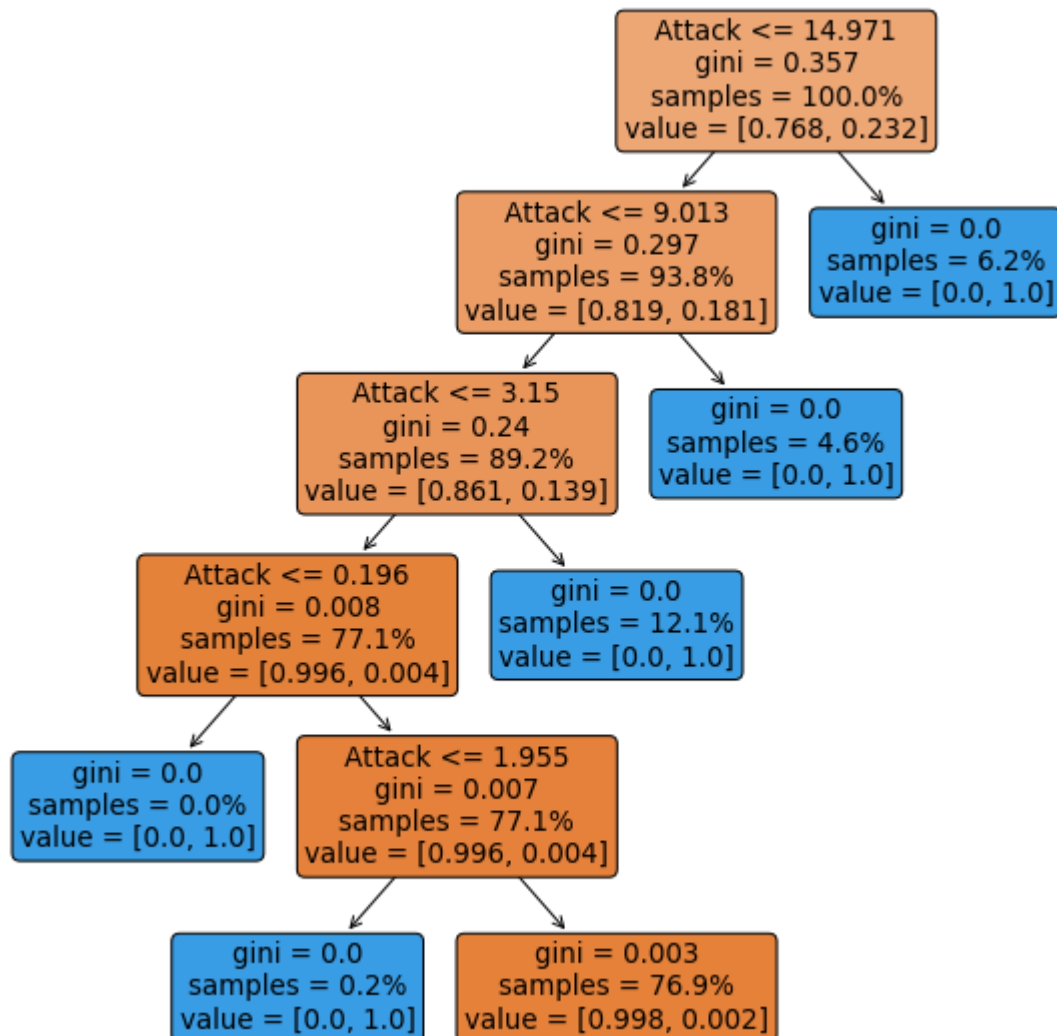 Attack <= 14.971
gini = 0.357
samples = 100.0%
value = [0.768, 0.232]
Attack <= 9.013
gini = 0.297
samples = 93.8%
value = [0.819, 0.181]
gini = 0.0
samples = 6.2%
value = [0.0, 1.0]
Attack <= 3.15
gini = 0.24
samples = 89.2%
value = [0.861, 0.139]
gini = 0.0
samples = 4.6%
value = [0.0, 1.0]
Attack <= 0.196
gini = 0.008
samples = 77.1%
value = [0.996, 0.004]
gini = 0.0
samples = 12.1%
value = [0.0, 1.0]
gini = 0.0
samples = 0.0%
value = [0.0, 1.0]
Attack <= 1.955
gini = 0.007
samples = 77.1%
value = [0.996, 0.004]
gini = 0.0
samples = 0.2%
value = [0.0, 1.0]
gini = 0.003
samples = 76.9%
value = [0.998, 0.002]